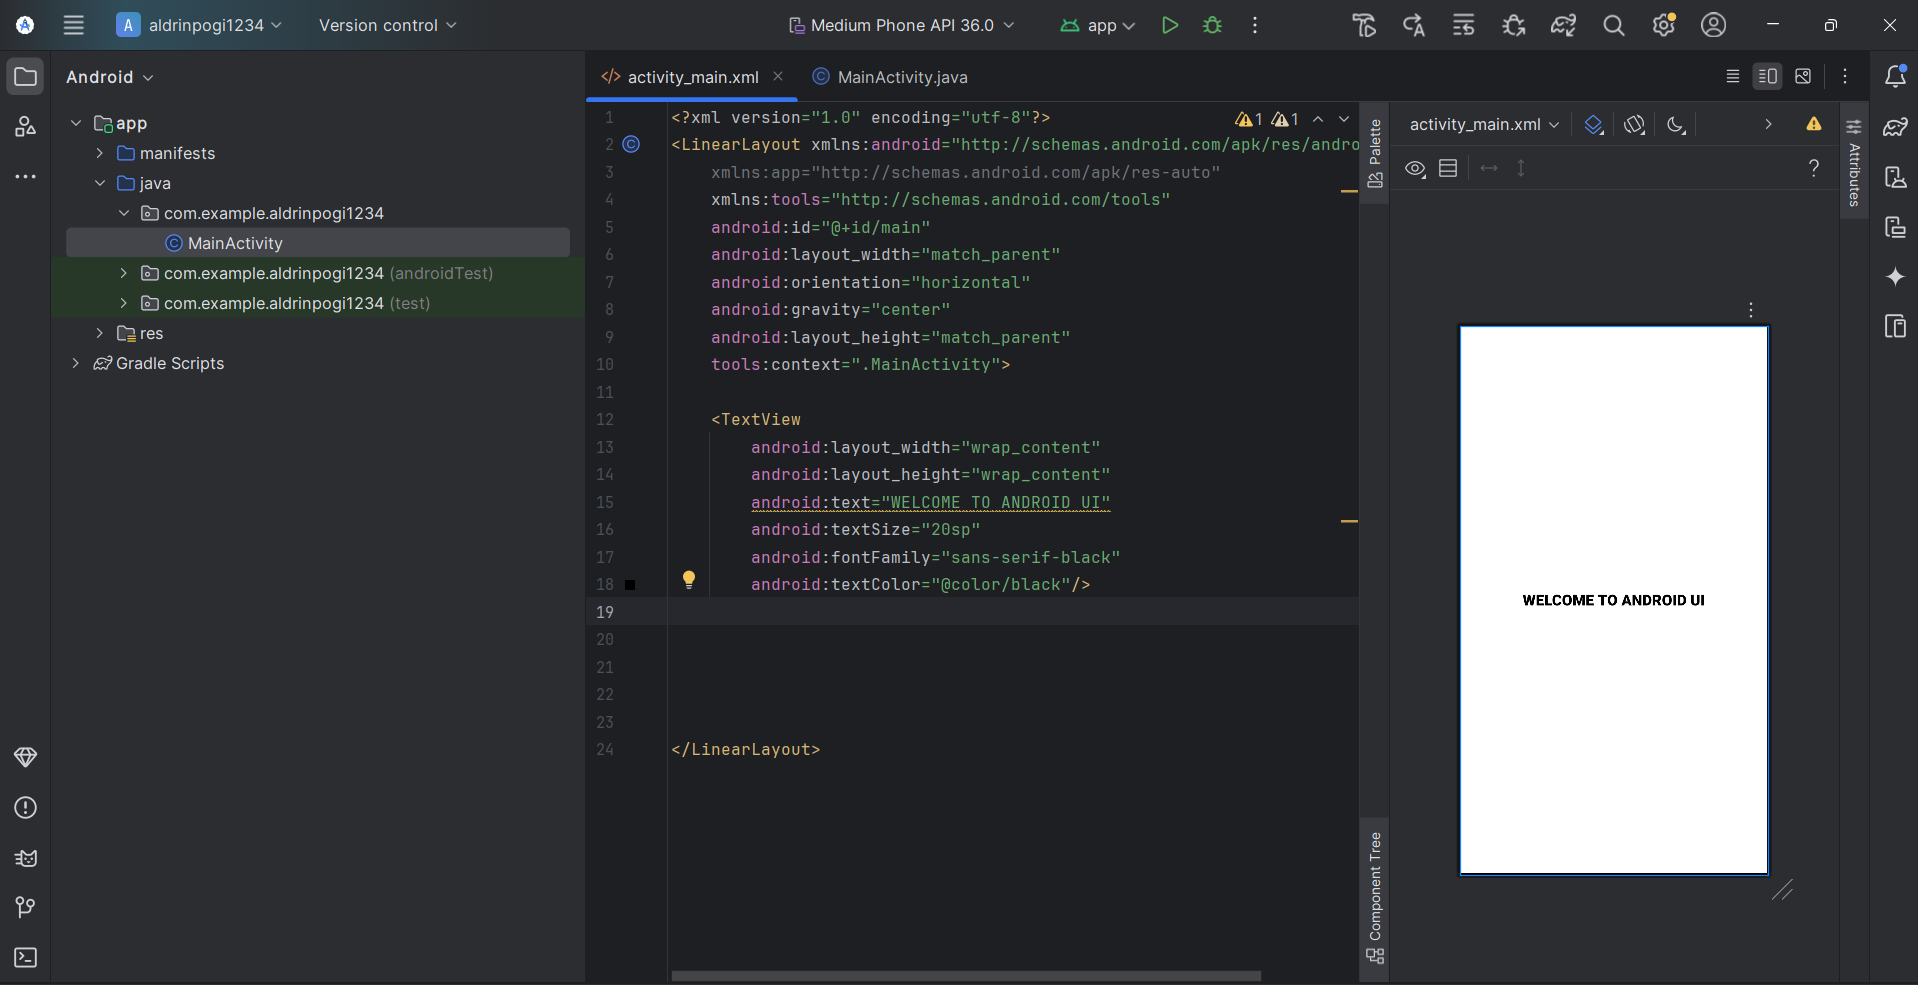 A aldrinpogi1234 Version control Medium Phone API 36.0 app
Android
app
manifests
java
com.example.aldrinpogi1234
MainActivity
com.example.aldrinpogi1234 (androidTest)
com.example.aldrinpogi1234 (test)
res
Gradle Scripts
activity_main.xml MainActivity.java
1 <?xml version="1.0" encoding="utf-8"?>
2 <LinearLayout xmlns:android="http://schemas.android.com/apk/res/andro
3 xmlns:app="http://schemas.android.com/apk/res-auto"
4 xmlns:tools="http://schemas.android.com/tools"
5 android:id="@+id/main"
6 android:layout_width="match_parent"
7 android:orientation="horizontal"
8 android:gravity="center"
9 android:layout_height="match_parent"
10 tools:context=".MainActivity">
11
12 <TextView
13 android:layout_width="wrap_content"
14 android:layout_height="wrap_content"
15 android:text="WELCOME TO ANDROID UI"
16 android:textSize="20sp"
17 android:fontFamily="sans-serif-black"
18 android:textColor="@color/black"/>
19
20
21
22
23
24 </LinearLayout>
1 1
Palette
Component Tree
activity_main.xml
?
WELCOME TO ANDROID UI
Attributes